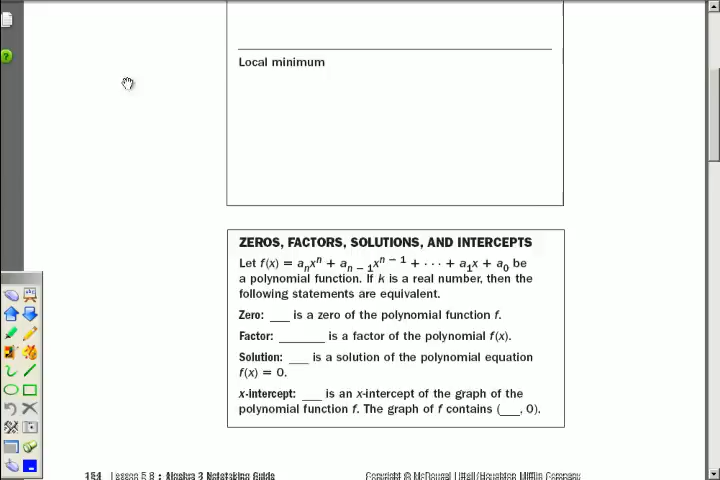 Local minimum
ZEROS, FACTORS, SOLUTIONS, AND INTERCEPTS
Let f(x) = aₙxⁿ + aₙ₋₁xⁿ⁻¹ + · · · + a₁x + a₀ be
a polynomial function. If k is a real number, then the
following statements are equivalent.
Zero: ___ is a zero of the polynomial function f.
Factor: _______ is a factor of the polynomial f(x).
Solution: ___ is a solution of the polynomial equation
f(x) = 0.
x-intercept: ___ is an x-intercept of the graph of the
polynomial function f. The graph of f contains (___, 0).
154 Lesson 5.8 • Algebra 2 Notetaking Guide Copyright © McDougal Littell/Houghton Mifflin Company